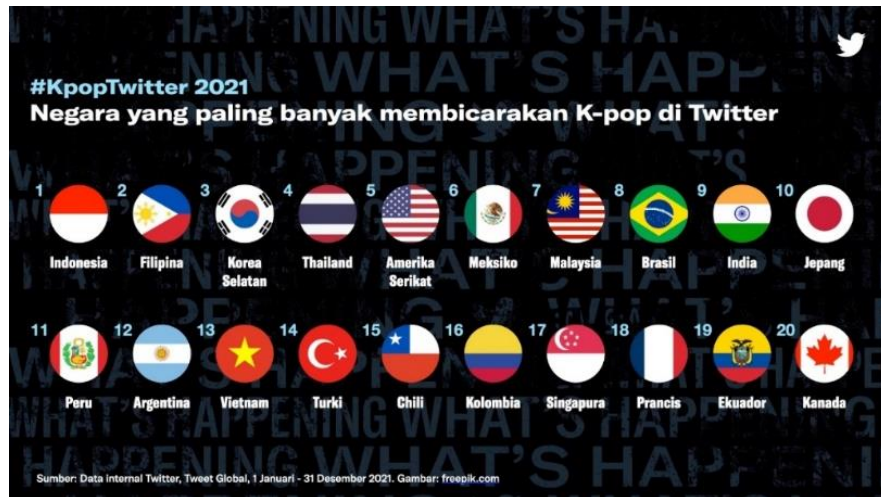 #KpopTwitter 2021
Negara yang paling banyak membicarakan K-pop di Twitter
1 2 3 4 5 6 7 8 9 10
Indonesia Filipina Korea Selatan Thailand Amerika Serikat Meksiko Malaysia Brasil India Jepang
11 12 13 14 15 16 17 18 19 20
Peru Argentina Vietnam Turki Chili Kolombia Singapura Prancis Ekuador Kanada
Sumber: Data internal Twitter, Tweet Global, 1 Januari - 31 Desember 2021. Gambar: freepik.com